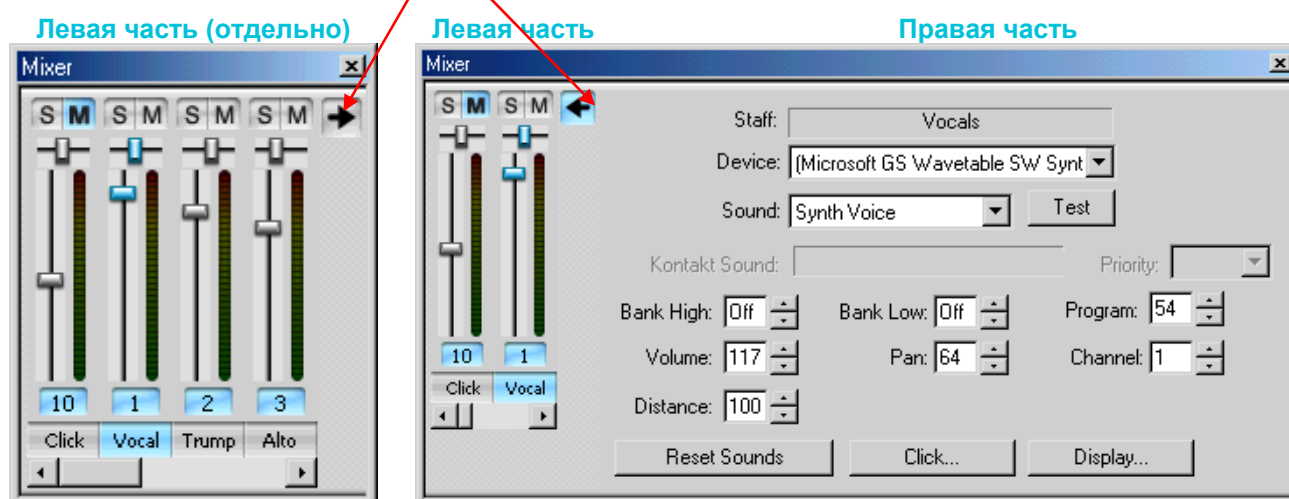 Левая часть (отдельно)
Mixer
S M S M S M S M
10 1 2 3
Click Vocal Trump Alto
Левая часть Правая часть
Mixer
S M S M
10 1
Click Vocal
Staff: Vocals
Device: (Microsoft GS Wavetable SW Synt
Sound: Synth Voice Test
Kontakt Sound: Priority:
Bank High: Off Bank Low: Off Program: 54
Volume: 117 Pan: 64 Channel: 1
Distance: 100
Reset Sounds Click... Display...